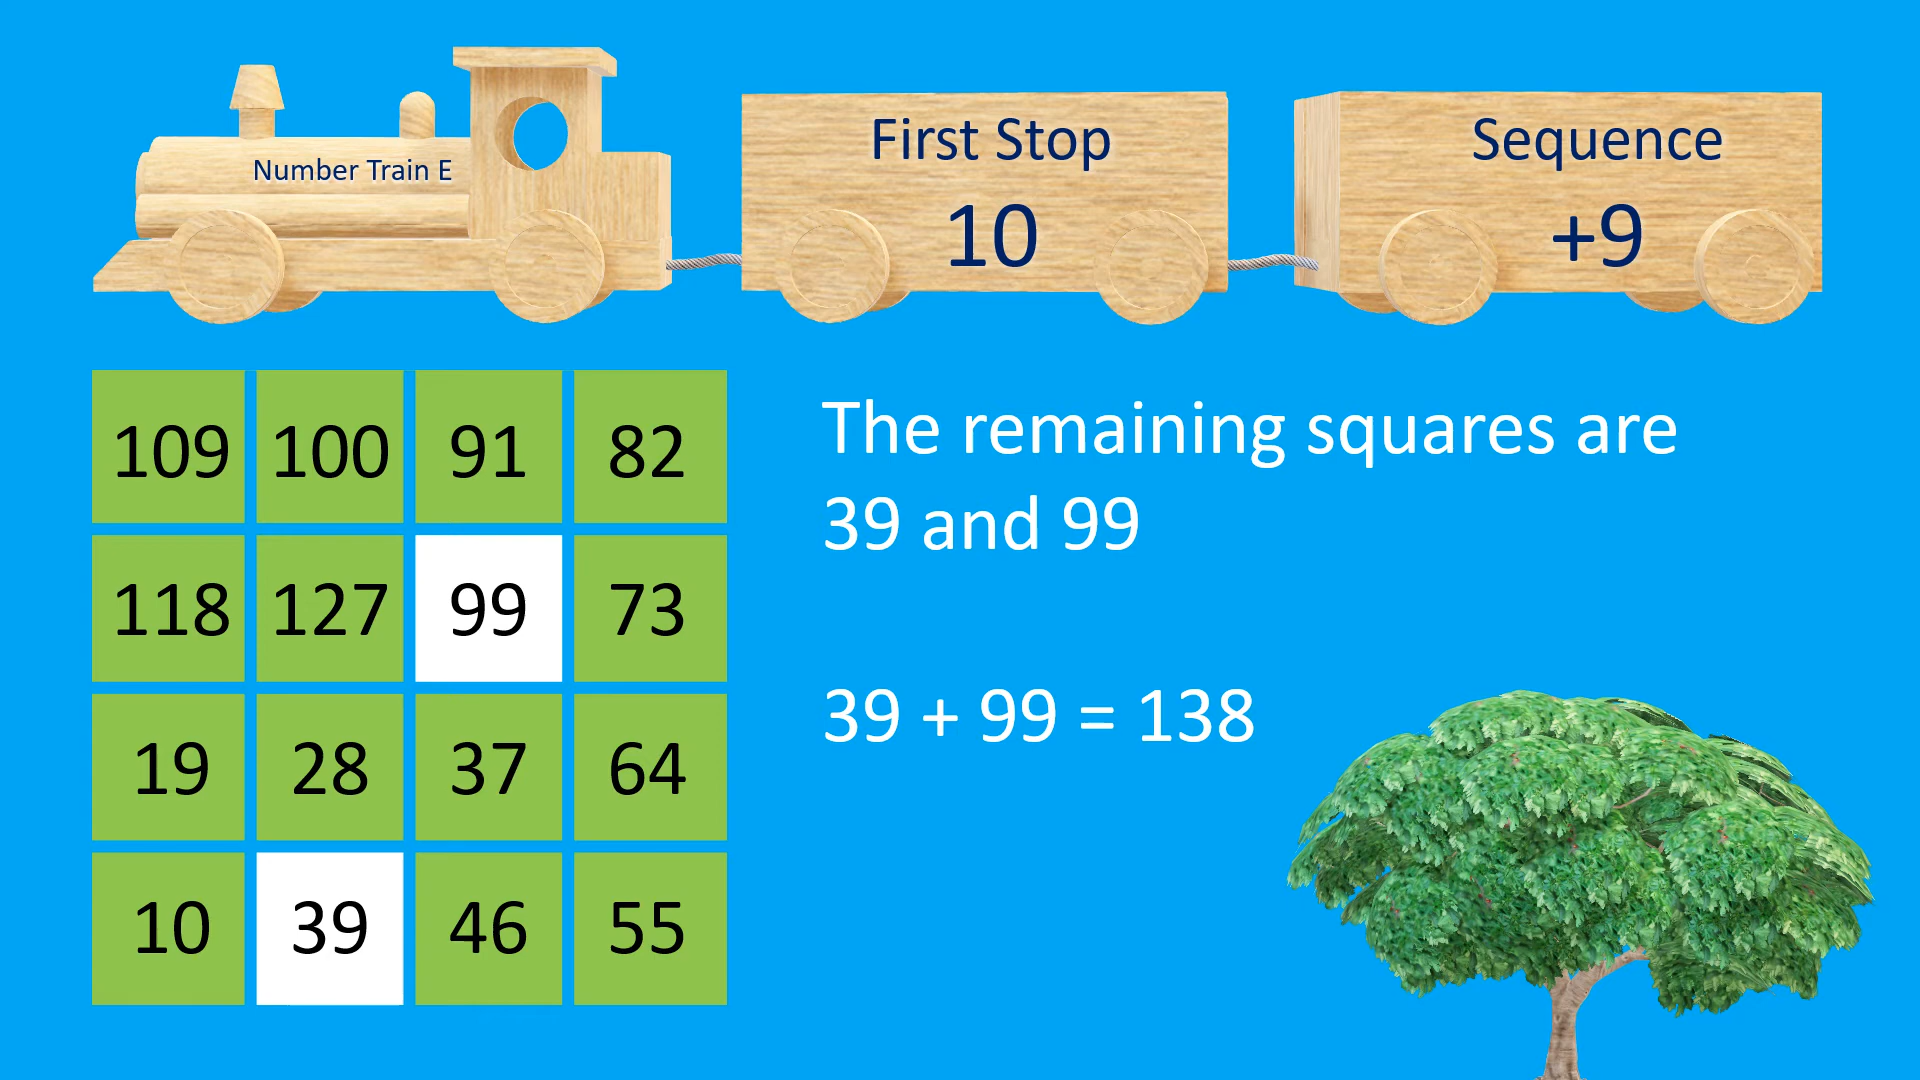 Number Train E
First Stop
10
Sequence
+9
109 100 91 82
118 127 99 73
19 28 37 64
10 39 46 55
The remaining squares are
39 and 99
39 + 99 = 138